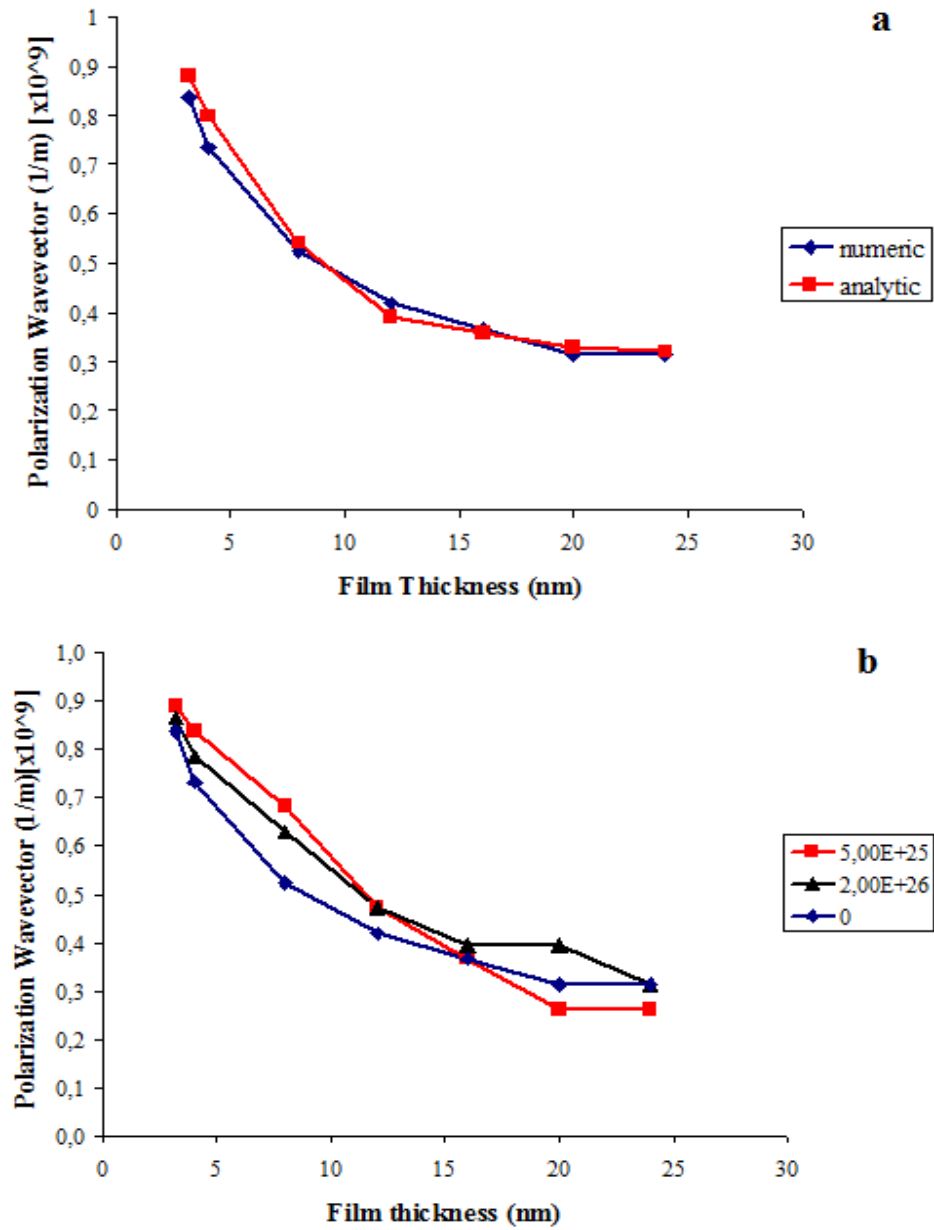 a
Polarization Wavevector (1/m) [x10^9]
1
0,9
0,8
0,7
0,6
0,5
0,4
0,3
0,2
0,1
0
0 5 10 15 20 25 30
Film Thickness (nm)
numeric
analytic
b
Polarization Wavevector (1/m)[x10^9]
1,0
0,9
0,8
0,7
0,6
0,5
0,4
0,3
0,2
0,1
0,0
0 5 10 15 20 25 30
Film thickness (nm)
5,00E+25
2,00E+26
0